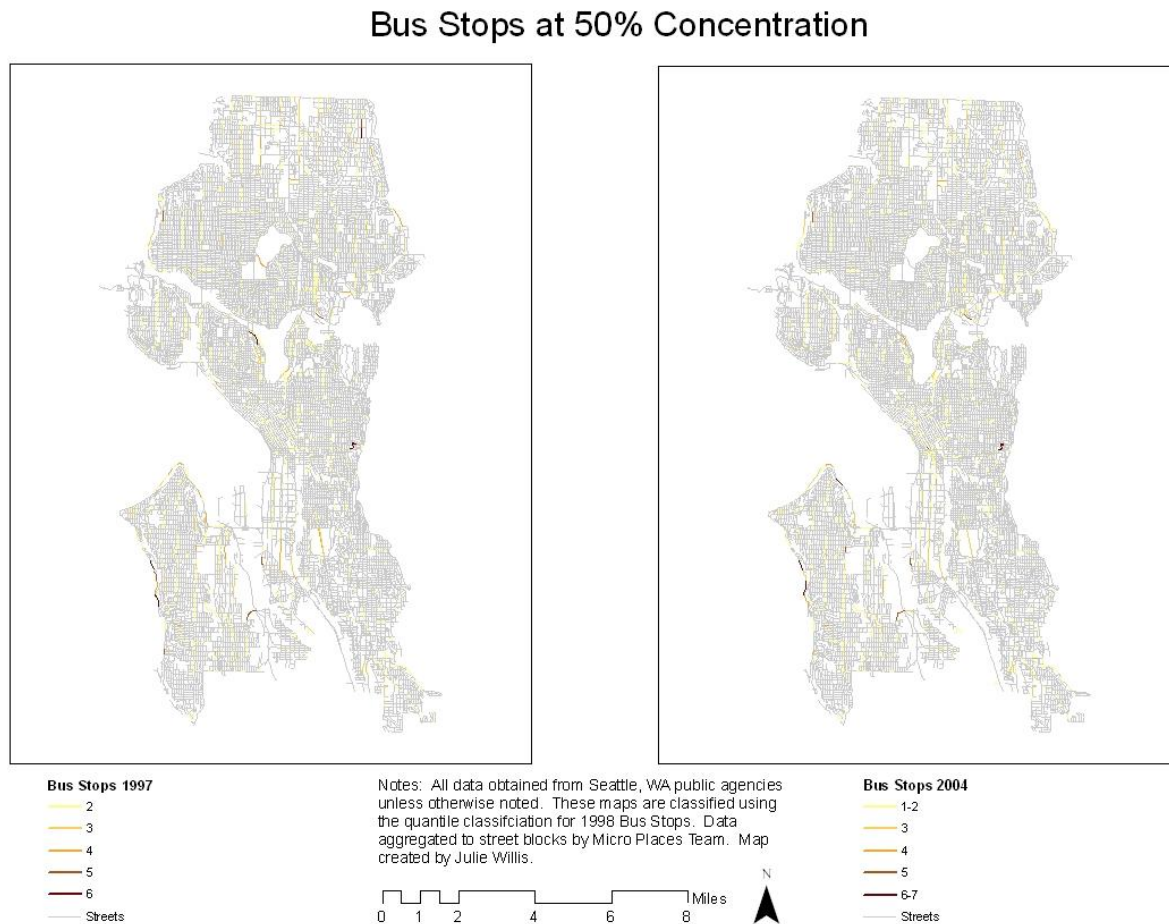 Bus Stops at 50% Concentration
Bus Stops 1997
2
3
4
5
6
Streets
Notes: All data obtained from Seattle, WA public agencies
unless otherwise noted. These maps are classified using
the quantile classifciation for 1998 Bus Stops. Data
aggregated to street blocks by Micro Places Team. Map
created by Julie Willis.
Miles
0 1 2 4 6 8
N
Bus Stops 2004
1-2
3
4
5
6-7
Streets